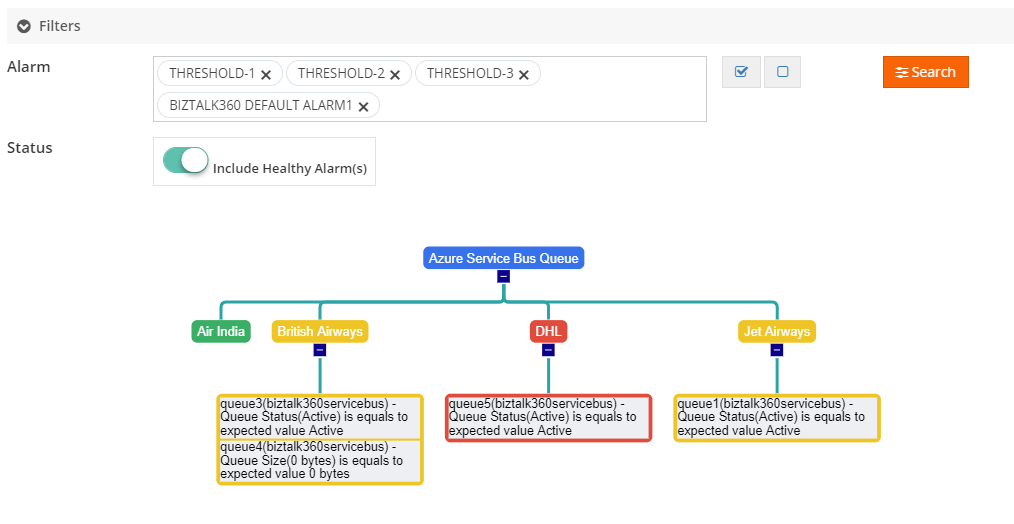 Filters
Alarm
THRESHOLD-1 × THRESHOLD-2 × THRESHOLD-3 ×
BIZTALK360 DEFAULT ALARM1 ×
Search
Status
Include Healthy Alarm(s)
Azure Service Bus Queue
Air India
British Airways
DHL
Jet Airways
queue3(biztalk360servicebus) -
Queue Status(Active) is equals to
expected value Active
queue4(biztalk360servicebus) -
Queue Size(0 bytes) is equals to
expected value 0 bytes
queue5(biztalk360servicebus) -
Queue Status(Active) is equals to
expected value Active
queue1(biztalk360servicebus) -
Queue Status(Active) is equals to
expected value Active